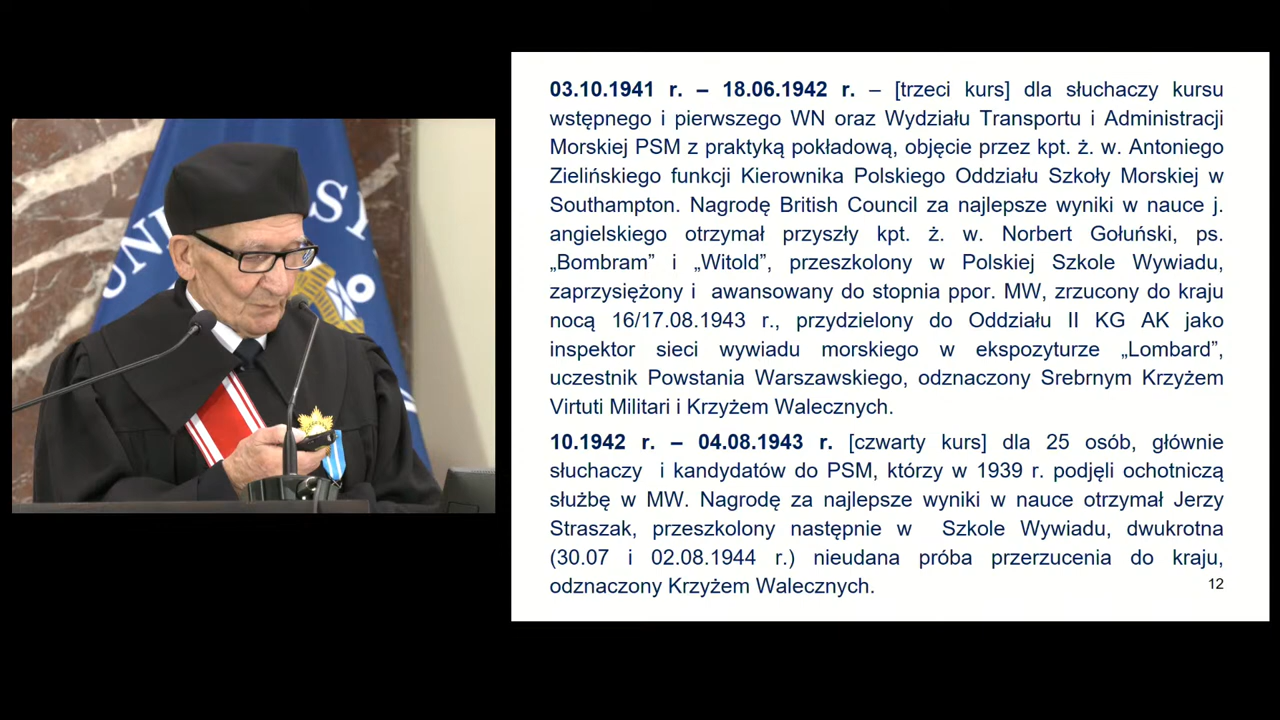 UNI
SY
03.10.1941 r. – 18.06.1942 r. – [trzeci kurs] dla słuchaczy kursu
wstępnego i pierwszego WN oraz Wydziału Transportu i Administracji
Morskiej PSM z praktyką pokładową, objęcie przez kpt. ż. w. Antoniego
Zielińskiego funkcji Kierownika Polskiego Oddziału Szkoły Morskiej w
Southampton. Nagrodę British Council za najlepsze wyniki w nauce j.
angielskiego otrzymał przyszły kpt. ż. w. Norbert Gołuński, ps.
„Bombram” i „Witold”, przeszkolony w Polskiej Szkole Wywiadu,
zaprzysiężony i awansowany do stopnia ppor. MW, zrzucony do kraju
nocą 16/17.08.1943 r., przydzielony do Oddziału II KG AK jako
inspektor sieci wywiadu morskiego w ekspozyturze „Lombard”,
uczestnik Powstania Warszawskiego, odznaczony Srebrnym Krzyżem
Virtuti Militari i Krzyżem Walecznych.
10.1942 r. – 04.08.1943 r. [czwarty kurs] dla 25 osób, głównie
słuchaczy i kandydatów do PSM, którzy w 1939 r. podjęli ochotniczą
służbę w MW. Nagrodę za najlepsze wyniki w nauce otrzymał Jerzy
Straszak, przeszkolony następnie w Szkole Wywiadu, dwukrotna
(30.07 i 02.08.1944 r.) nieudana próba przerzucenia do kraju,
odznaczony Krzyżem Walecznych.
12